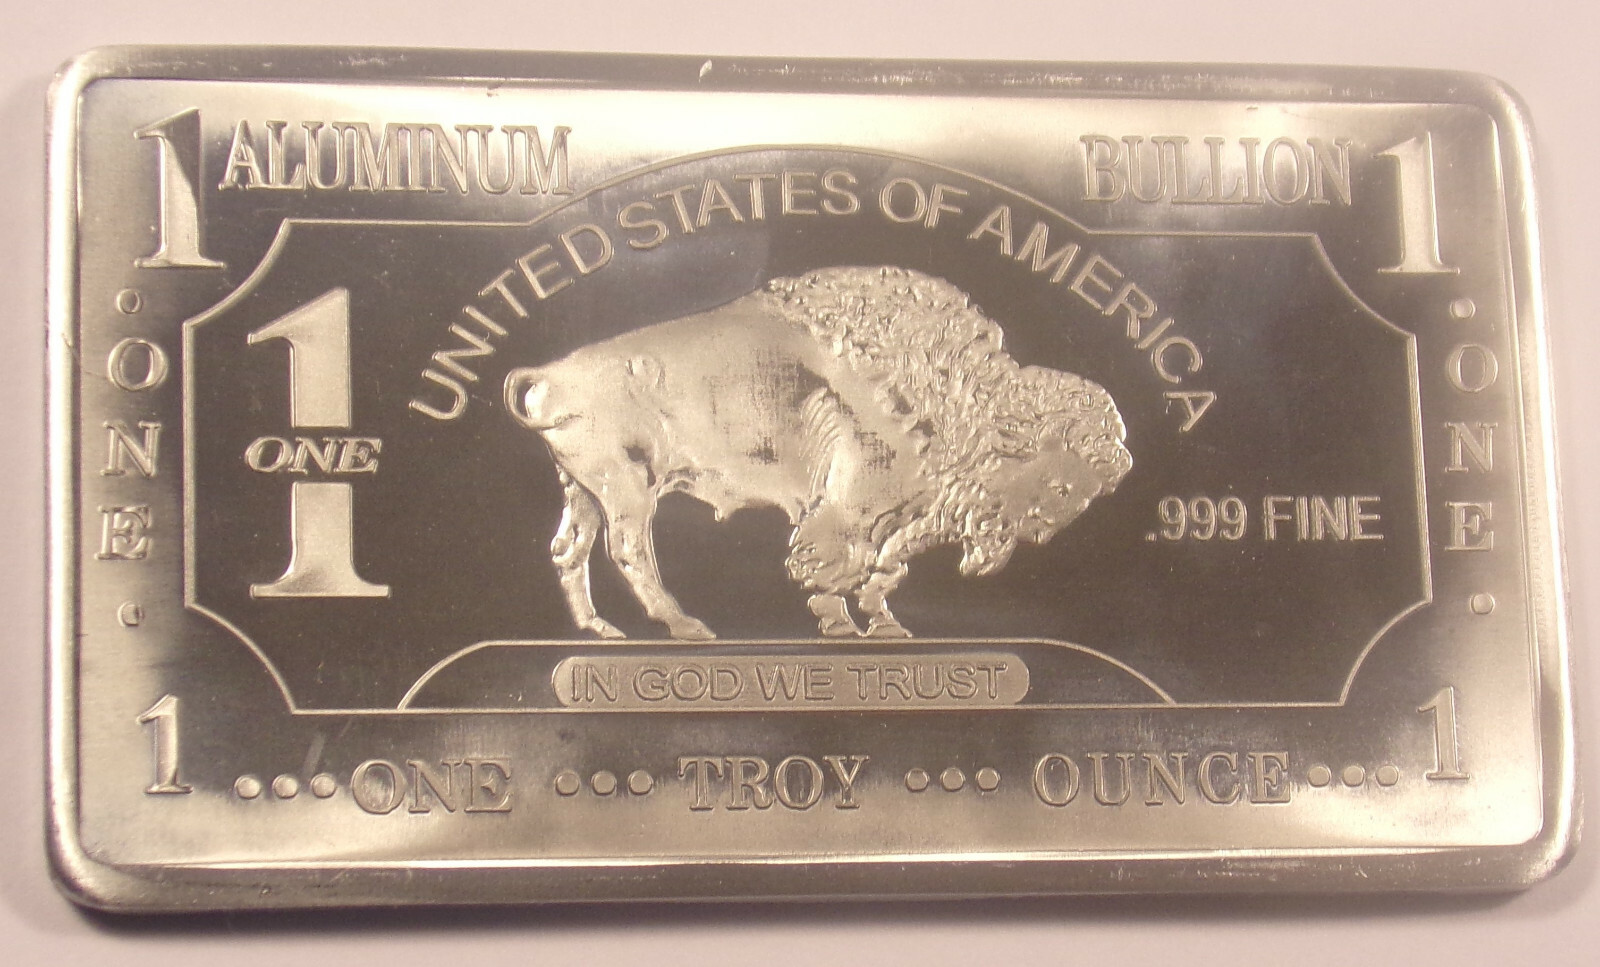 1 ALUMINUM BULLION 1
UNITED STATES OF AMERICA
ONE
1
ONE
.999 FINE
ONE
IN GOD WE TRUST
1 ONE TROY OUNCE 1